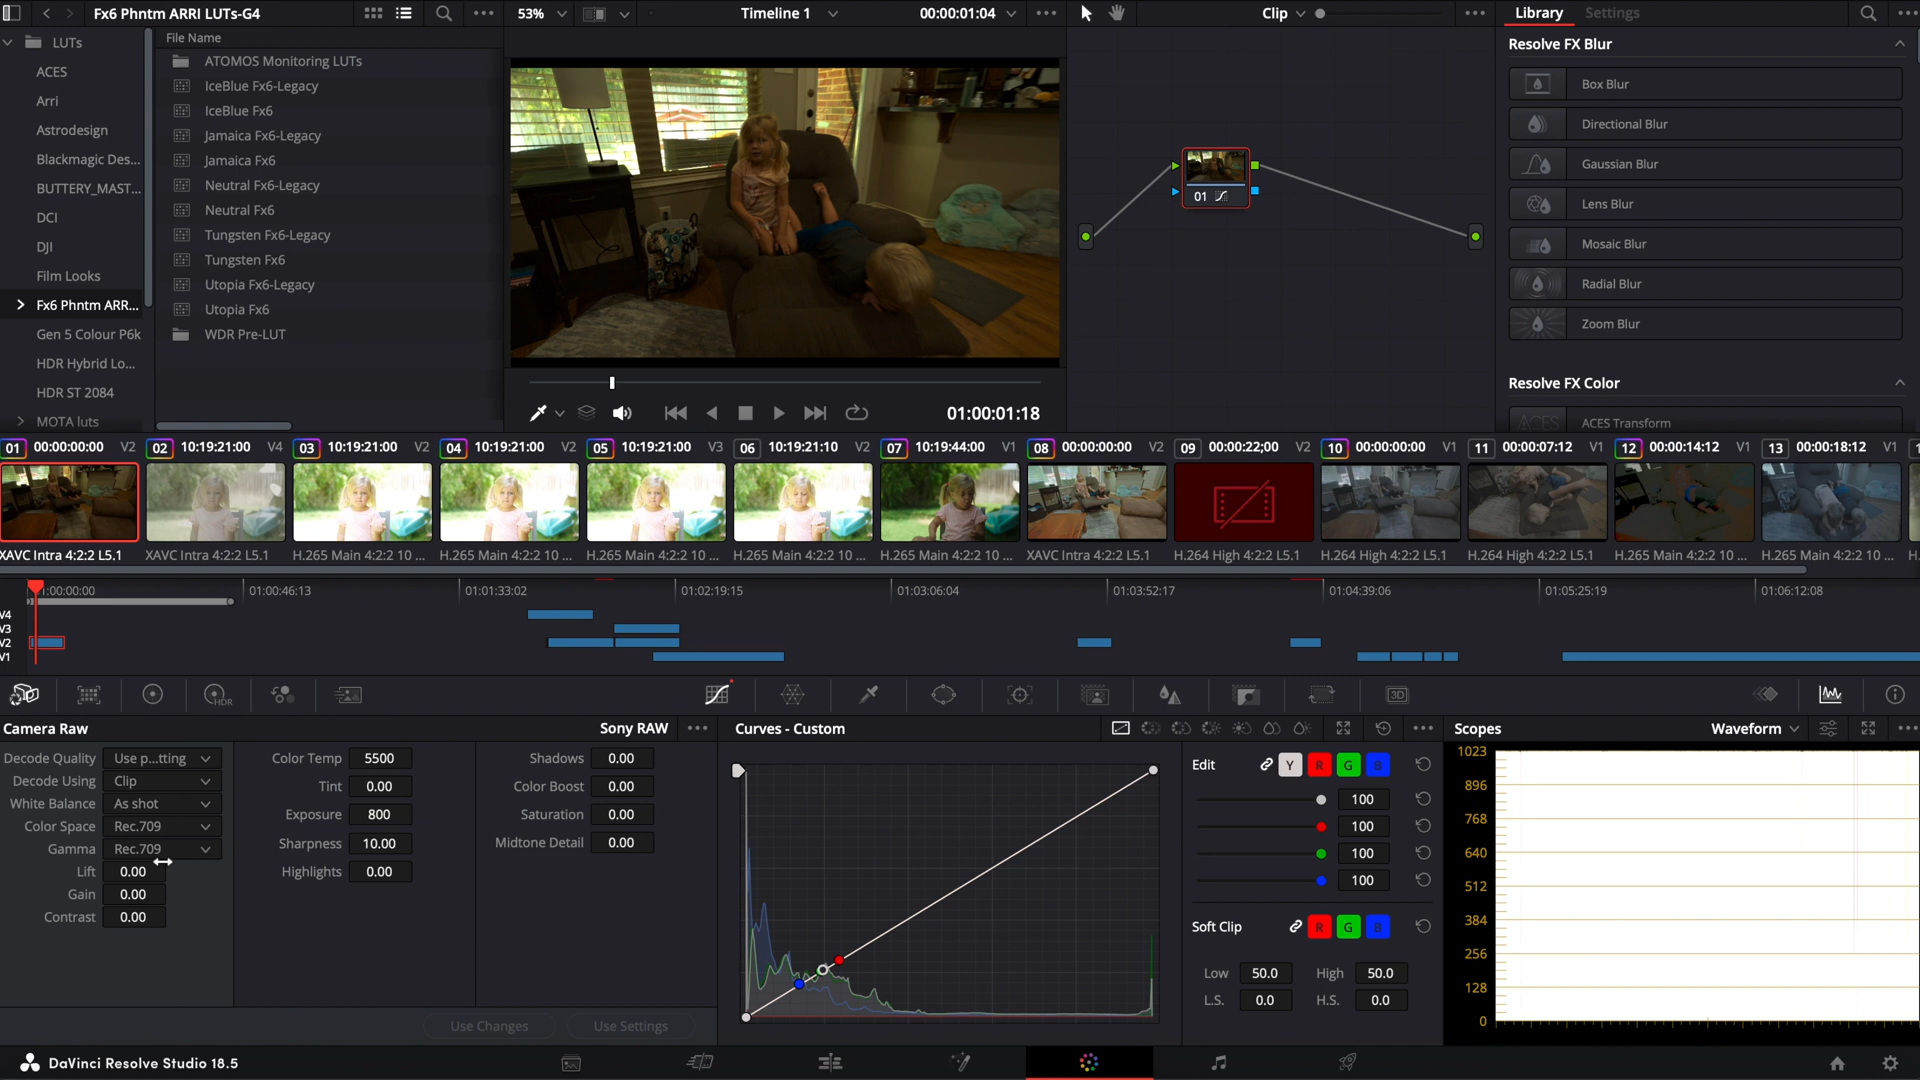 Fx6 Phntm ARRI LUTs-G4
53%
Timeline 1
00:00:01:04
Clip
Library
Settings
LUTs
File Name
Resolve FX Blur
ACES
ATOMOS Monitoring LUTs
Arri
IceBlue Fx6-Legacy
Box Blur
Astrodesign
IceBlue Fx6
Directional Blur
Blackmagic Des...
Jamaica Fx6-Legacy
Gaussian Blur
BUTTERY_MAST...
Jamaica Fx6
Lens Blur
DCI
Neutral Fx6-Legacy
Mosaic Blur
DJI
Neutral Fx6
Radial Blur
Film Looks
Tungsten Fx6-Legacy
Zoom Blur
Fx6 Phntm ARR...
Tungsten Fx6
Gen 5 Colour P6k
Utopia Fx6-Legacy
HDR Hybrid Lo...
Utopia Fx6
HDR ST 2084
WDR Pre-LUT
MOTA luts
01
Resolve FX Color
ACES Transform
01:00:01:18
01 00:00:00:00 V2
02 10:19:21:00 V4
03 10:19:21:00 V2
04 10:19:21:00 V2
05 10:19:21:00 V3
06 10:19:21:10 V2
07 10:19:44:00 V1
08 00:00:00:00 V2
09 00:00:22;00 V2
10 00:00:00:00 V1
11 00:00:07:12 V1
12 00:00:14:12 V1
13 00:00:18:12 V1
XAVC Intra 4:2:2 L5.1
XAVC Intra 4:2:2 L5.1
H.265 Main 4:2:2 10 ...
H.265 Main 4:2:2 10 ...
H.265 Main 4:2:2 10 ...
H.265 Main 4:2:2 10 ...
H.265 Main 4:2:2 10 ...
XAVC Intra 4:2:2 L5.1
H.264 High 4:2:2 L5.1
H.264 High 4:2:2 L5.1
H.264 High 4:2:2 L5.1
H.265 Main 4:2:2 10 ...
H.265 Main 4:2:2 10 ...
H.
:00:00:00
01:00:46:13
01:01:33:02
01:02:19:15
01:03:06:04
01:03:52:17
01:04:39:06
01:05:25:19
01:06:12:08
V4
V3
V2
V1
HDR
3D
Camera Raw
Sony RAW
Decode Quality Use p...tting
Decode Using Clip
White Balance As shot
Color Space Rec.709
Gamma Rec.709
Lift 0.00
Gain 0.00
Contrast 0.00
Color Temp 5500
Tint 0.00
Exposure 800
Sharpness 10.00
Highlights 0.00
Shadows 0.00
Color Boost 0.00
Saturation 0.00
Midtone Detail 0.00
Use Changes
Use Settings
Curves - Custom
Edit Y R G B
100
100
100
100
Soft Clip R G B
Low 50.0 High 50.0
L.S. 0.0 H.S. 0.0
Scopes
Waveform
1023
896
768
640
512
384
256
128
0
DaVinci Resolve Studio 18.5